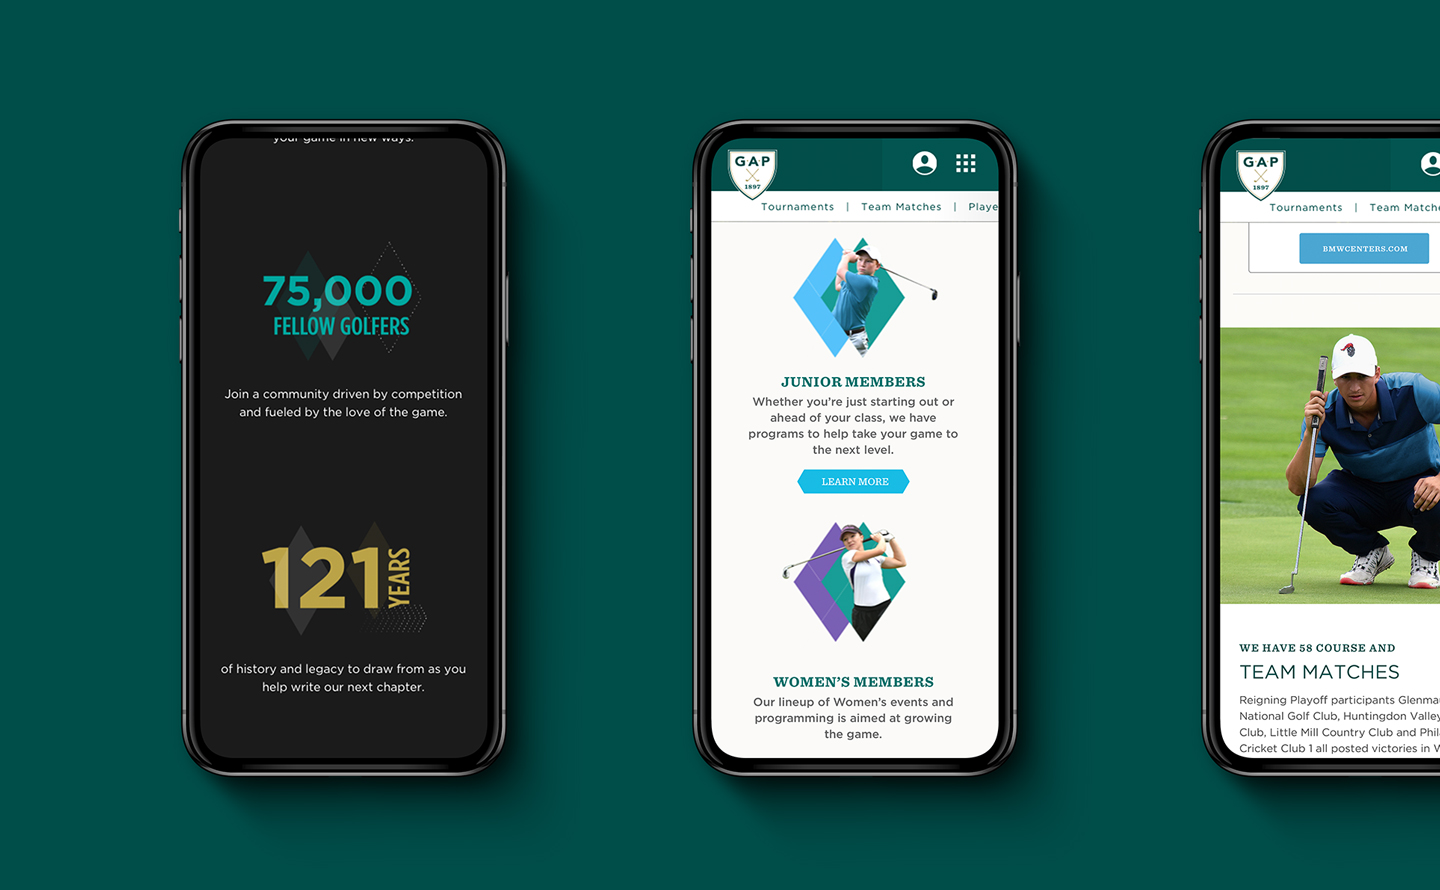 your game in new ways.
75,000
FELLOW GOLFERS
Join a community driven by competition
and fueled by the love of the game.
121 YEARS
of history and legacy to draw from as you
help write our next chapter.
GAP
1897
Tournaments | Team Matches | Playe
JUNIOR MEMBERS
Whether you're just starting out or
ahead of your class, we have
programs to help take your game to
the next level.
LEARN MORE
WOMEN'S MEMBERS
Our lineup of Women's events and
programming is aimed at growing
the game.
GAP
1897
Tournaments | Team Matche
BMWCENTERS.COM
WE HAVE 58 COURSE AND
TEAM MATCHES
Reigning Playoff participants Glenma
National Golf Club, Huntingdon Valley
Club, Little Mill Country Club and Phil
Cricket Club 1 all posted victories in W